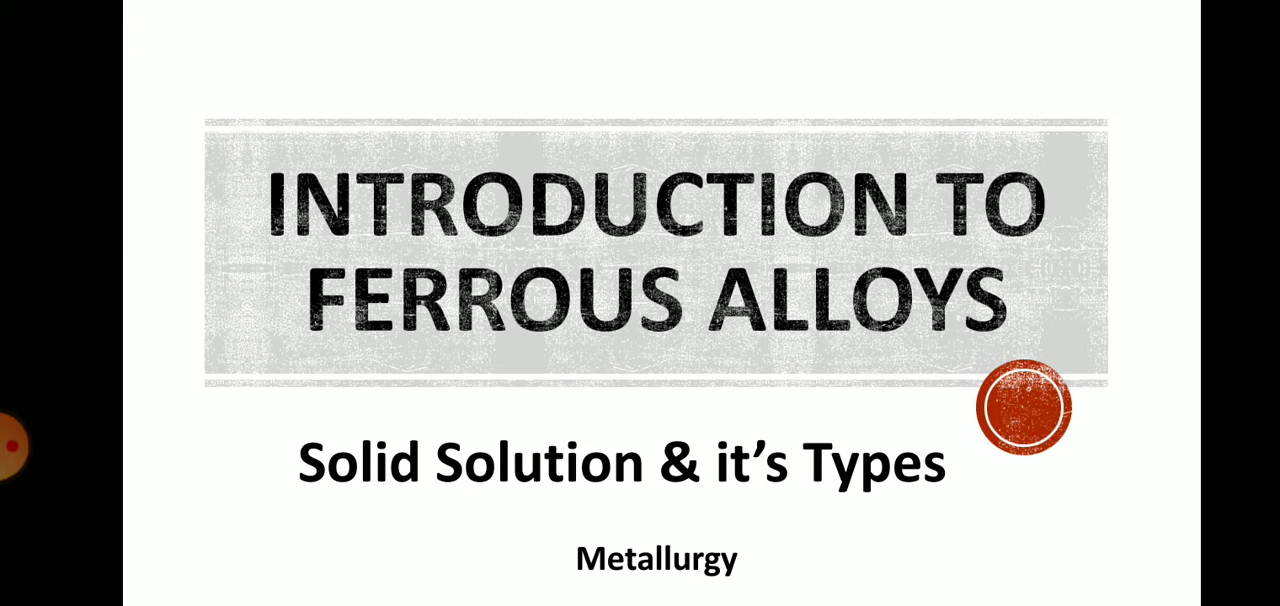 INTRODUCTION TO
FERROUS ALLOYS
Solid Solution & it’s Types
Metallurgy